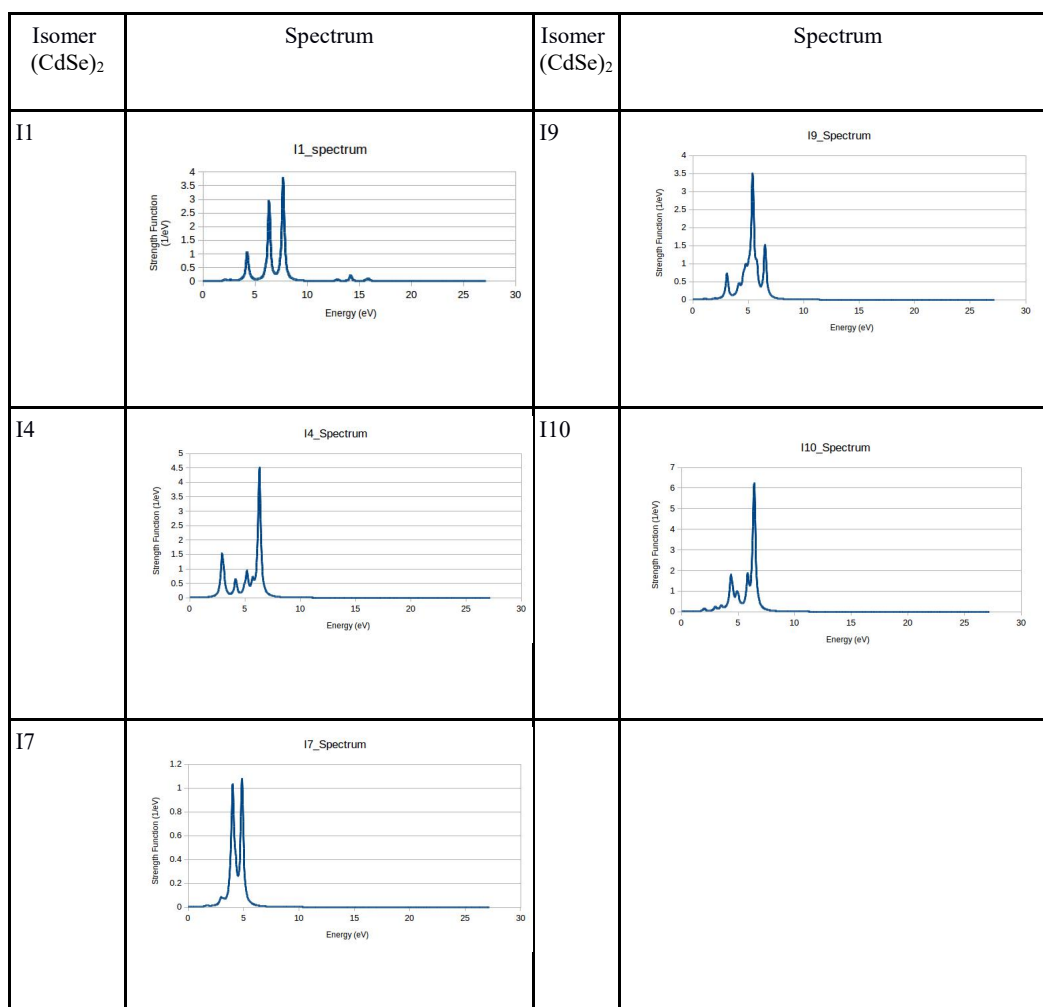 Isomer
(CdSe)₂
Spectrum
Isomer
(CdSe)₂
Spectrum
I1
I1_spectrum
Strength Function
(1/eV)
4
3.5
3
2.5
2
1.5
1
0.5
0
0 5 10 15 20 25 30
Energy (eV)
I9
I9_Spectrum
Strength Function (1/eV)
4
3.5
3
2.5
2
1.5
1
0.5
0
0 5 10 15 20 25 30
Energy (eV)
I4
I4_Spectrum
Strength Function (1/eV)
5
4.5
4
3.5
3
2.5
2
1.5
1
0.5
0
0 5 10 15 20 25 30
Energy (eV)
I10
I10_Spectrum
Strength Function (1/eV)
7
6
5
4
3
2
1
0
0 5 10 15 20 25 30
Energy (eV)
I7
I7_Spectrum
Strength Function (1/eV)
1.2
1
0.8
0.6
0.4
0.2
0
0 5 10 15 20 25 30
Energy (eV)